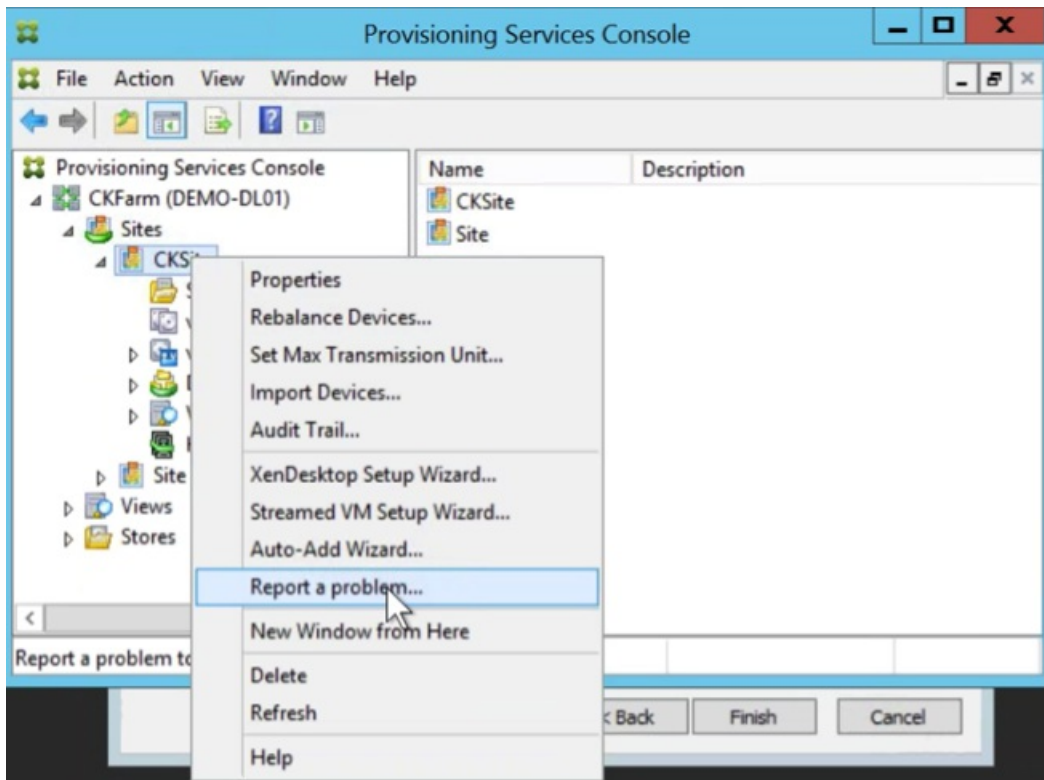 Provisioning Services Console
File Action View Window Help
Provisioning Services Console
CKFarm (DEMO-DL01)
Sites
Site
Views
Stores
Name Description
CKSite
Site
Properties
Rebalance Devices...
Set Max Transmission Unit...
Import Devices...
Audit Trail...
XenDesktop Setup Wizard...
Streamed VM Setup Wizard...
Auto-Add Wizard...
Report a problem...
New Window from Here
Delete
Refresh
Help
Report a problem
< Back Finish Cancel